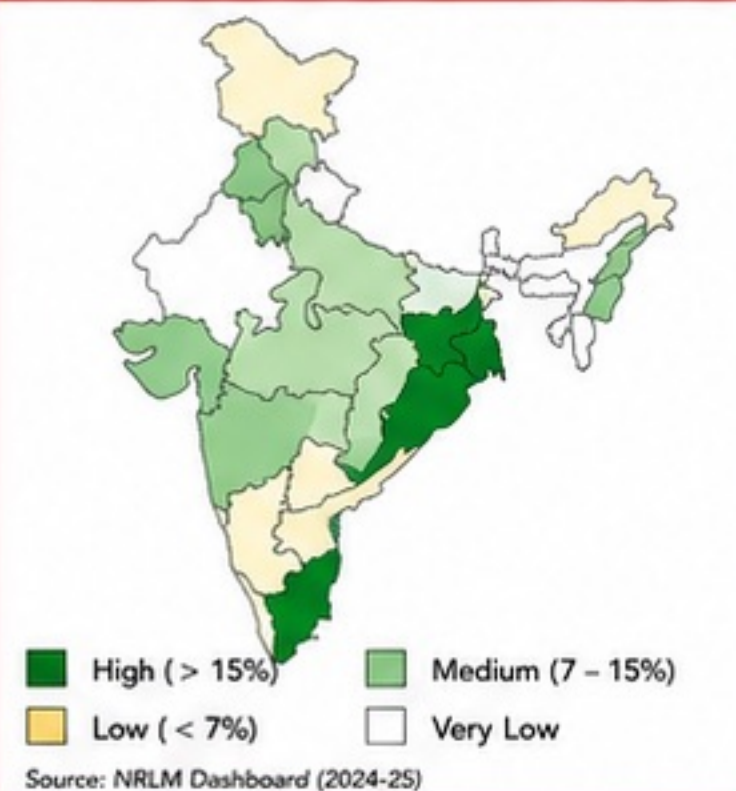 High ( > 15%)
Medium (7 – 15%)
Low ( < 7%)
Very Low
Source: NRLM Dashboard (2024-25)